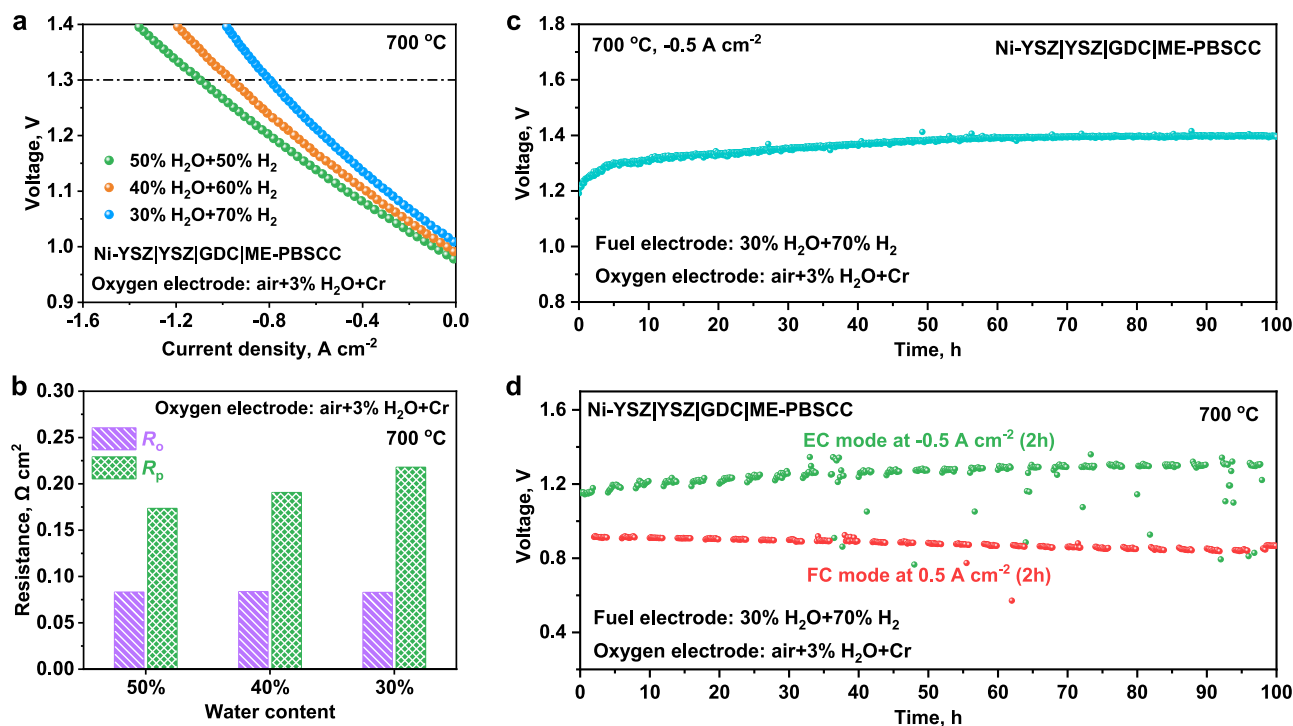 a
1.4
1.3
1.2
1.1
1.0
0.9
Voltage, V
700 °C
50% H₂O+50% H₂
40% H₂O+60% H₂
30% H₂O+70% H₂
Ni-YSZ|YSZ|GDC|ME-PBSCC
Oxygen electrode: air+3% H₂O+Cr
-1.6 -1.2 -0.8 -0.4 0.0
Current density, A cm⁻²
b
0.30
0.25
0.20
0.15
0.10
0.05
0.00
Resistance, Ω cm²
Oxygen electrode: air+3% H₂O+Cr
700 °C
Rₒ
Rₚ
50% 40% 30%
Water content
c
1.8
1.6
1.4
1.2
1.0
0.8
Voltage, V
700 °C, -0.5 A cm⁻²
Ni-YSZ|YSZ|GDC|ME-PBSCC
Fuel electrode: 30% H₂O+70% H₂
Oxygen electrode: air+3% H₂O+Cr
0 10 20 30 40 50 60 70 80 90 100
Time, h
d
1.6
1.2
0.8
0.4
Voltage, V
Ni-YSZ|YSZ|GDC|ME-PBSCC
700 °C
EC mode at -0.5 A cm⁻² (2h)
FC mode at 0.5 A cm⁻² (2h)
Fuel electrode: 30% H₂O+70% H₂
Oxygen electrode: air+3% H₂O+Cr
0 10 20 30 40 50 60 70 80 90 100
Time, h